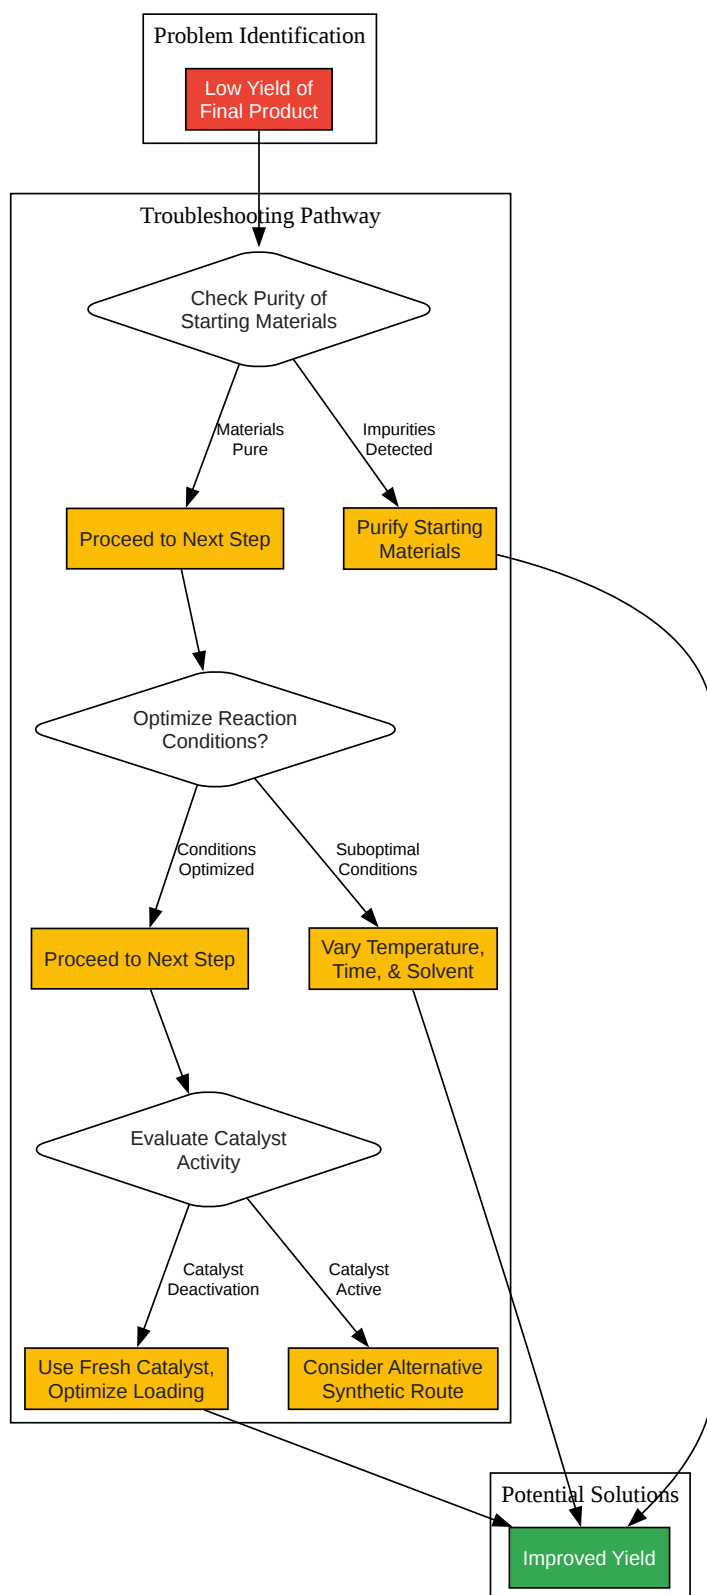 Problem Identification
Low Yield of
Final Product
Troubleshooting Pathway
Check Purity of
Starting Materials
Materials
Pure
Impurities
Detected
Proceed to Next Step
Purify Starting
Materials
Optimize Reaction
Conditions?
Conditions
Optimized
Suboptimal
Conditions
Proceed to Next Step
Vary Temperature,
Time, & Solvent
Evaluate Catalyst
Activity
Catalyst
Deactivation
Catalyst
Active
Use Fresh Catalyst,
Optimize Loading
Consider Alternative
Synthetic Route
Potential Solutions
Improved Yield